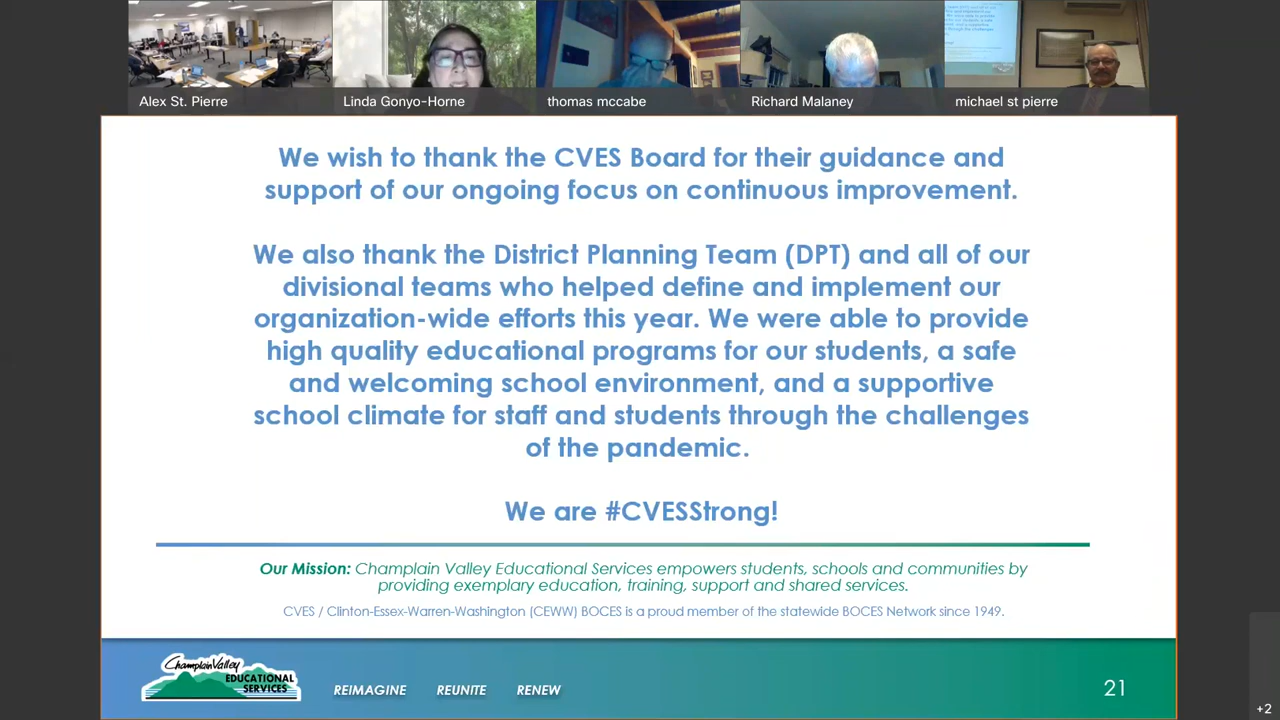 Alex St. Pierre
Linda Gonyo-Horne
thomas mccabe
Richard Malaney
michael st pierre
We wish to thank the CVES Board for their guidance and
support of our ongoing focus on continuous improvement.
We also thank the District Planning Team (DPT) and all of our
divisional teams who helped define and implement our
organization-wide efforts this year. We were able to provide
high quality educational programs for our students, a safe
and welcoming school environment, and a supportive
school climate for staff and students through the challenges
of the pandemic.
We are #CVESStrong!
Our Mission: Champlain Valley Educational Services empowers students, schools and communities by
providing exemplary education, training, support and shared services.
CVES / Clinton-Essex-Warren-Washington (CEWW) BOCES is a proud member of the statewide BOCES Network since 1949.
Champlain Valley
EDUCATIONAL
SERVICES
REIMAGINE REUNITE RENEW
21
+2